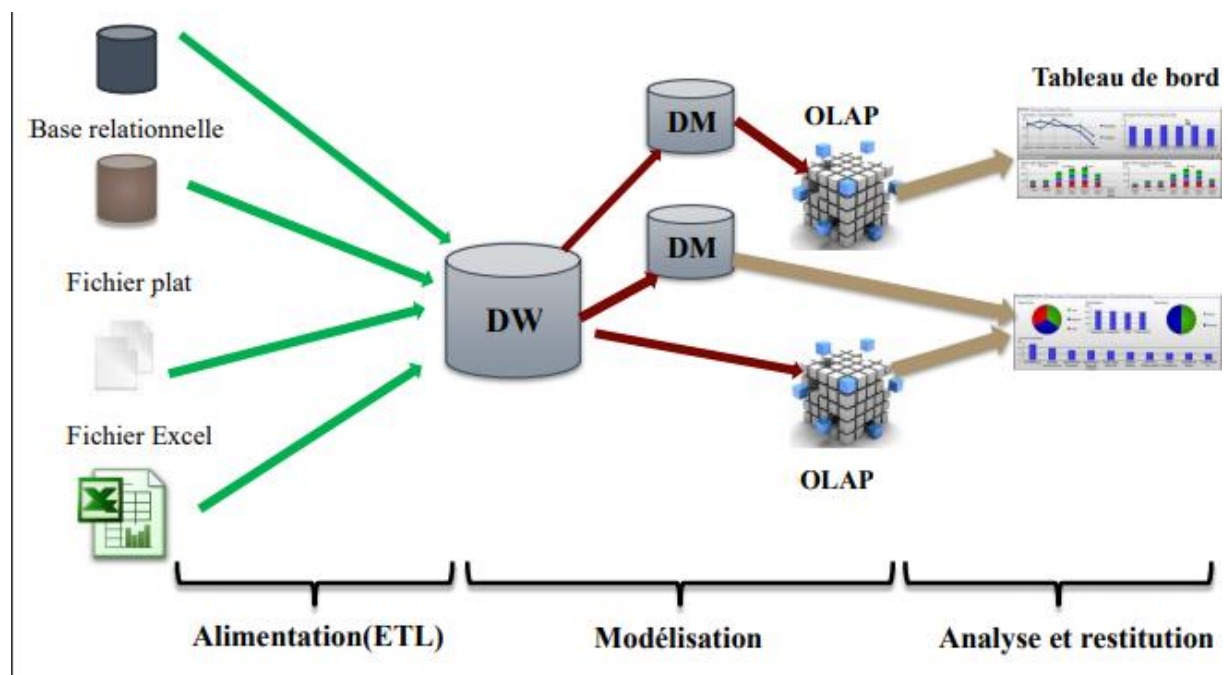 Base relationnelle
Fichier plat
Fichier Excel
DW
DM
DM
OLAP
OLAP
Tableau de bord
Alimentation(ETL)
Modélisation
Analyse et restitution